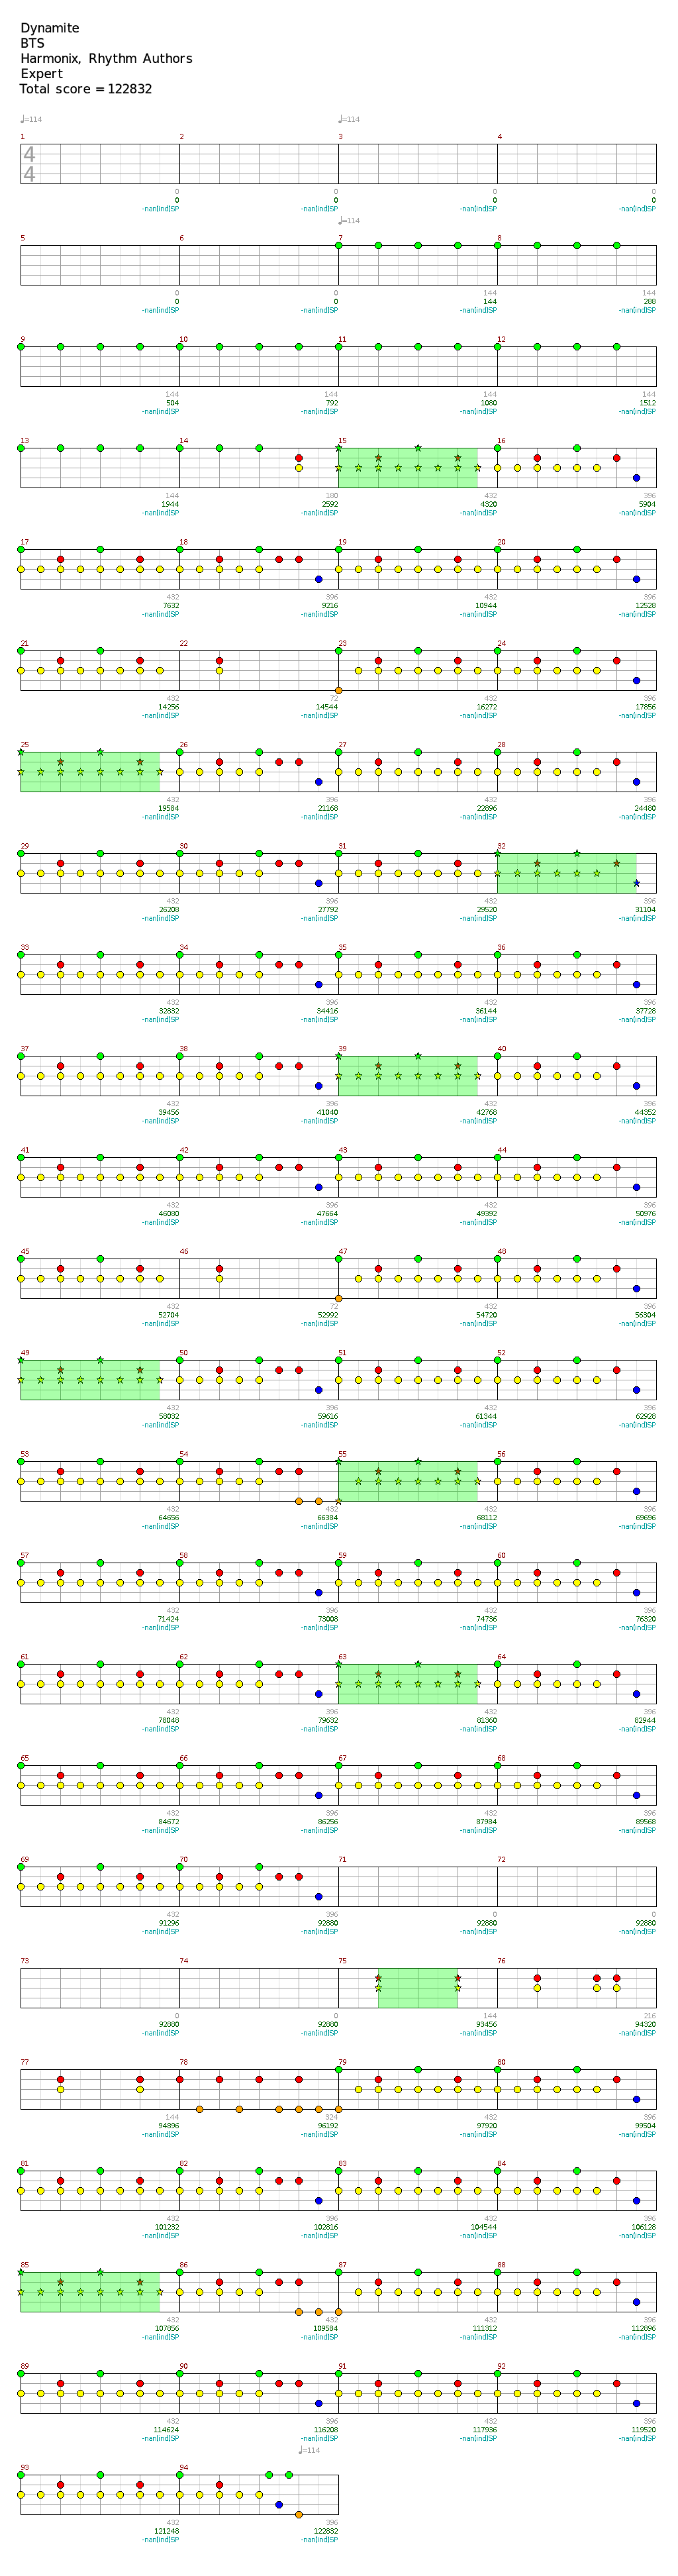 Dynamite
BTS
Harmonix, Rhythm Authors
Expert
Total score = 122832
♩=114 ♩=114
1 2 3 4
4
4
0 0 0 0
0 0 0 0
-nan[ind]SP -nan[ind]SP -nan[ind]SP -nan[ind]SP
♩=114
5 6 7 8
0 0 144 144
0 0 144 288
-nan[ind]SP -nan[ind]SP -nan[ind]SP -nan[ind]SP
9 10 11 12
144 144 144 144
504 792 1080 1512
-nan[ind]SP -nan[ind]SP -nan[ind]SP -nan[ind]SP
13 14 15 16
144 180 432 396
1944 2592 4320 5904
-nan[ind]SP -nan[ind]SP -nan[ind]SP -nan[ind]SP
17 18 19 20
432 396 432 396
7632 9216 10944 12528
-nan[ind]SP -nan[ind]SP -nan[ind]SP -nan[ind]SP
21 22 23 24
432 72 432 396
14256 14544 16272 17856
-nan[ind]SP -nan[ind]SP -nan[ind]SP -nan[ind]SP
25 26 27 28
432 396 432 396
19584 21168 22896 24480
-nan[ind]SP -nan[ind]SP -nan[ind]SP -nan[ind]SP
29 30 31 32
432 396 432 396
26208 27792 29520 31104
-nan[ind]SP -nan[ind]SP -nan[ind]SP -nan[ind]SP
33 34 35 36
432 396 432 396
32832 34416 36144 37728
-nan[ind]SP -nan[ind]SP -nan[ind]SP -nan[ind]SP
37 38 39 40
432 396 432 396
39456 41040 42768 44352
-nan[ind]SP -nan[ind]SP -nan[ind]SP -nan[ind]SP
41 42 43 44
432 396 432 396
46080 47664 49392 50976
-nan[ind]SP -nan[ind]SP -nan[ind]SP -nan[ind]SP
45 46 47 48
432 72 432 396
52704 52992 54720 56304
-nan[ind]SP -nan[ind]SP -nan[ind]SP -nan[ind]SP
49 50 51 52
432 396 432 396
58032 59616 61344 62928
-nan[ind]SP -nan[ind]SP -nan[ind]SP -nan[ind]SP
53 54 55 56
432 432 432 396
64656 66384 68112 69696
-nan[ind]SP -nan[ind]SP -nan[ind]SP -nan[ind]SP
57 58 59 60
432 396 432 396
71424 73008 74736 76320
-nan[ind]SP -nan[ind]SP -nan[ind]SP -nan[ind]SP
61 62 63 64
432 396 432 396
78048 79632 81360 82944
-nan[ind]SP -nan[ind]SP -nan[ind]SP -nan[ind]SP
65 66 67 68
432 396 432 396
84672 86256 87984 89568
-nan[ind]SP -nan[ind]SP -nan[ind]SP -nan[ind]SP
69 70 71 72
432 396 0 0
91296 92880 92880 92880
-nan[ind]SP -nan[ind]SP -nan[ind]SP -nan[ind]SP
73 74 75 76
0 0 144 216
92880 92880 93456 94320
-nan[ind]SP -nan[ind]SP -nan[ind]SP -nan[ind]SP
77 78 79 80
144 324 432 396
94896 96192 97920 99504
-nan[ind]SP -nan[ind]SP -nan[ind]SP -nan[ind]SP
81 82 83 84
432 396 432 396
101232 102816 104544 106128
-nan[ind]SP -nan[ind]SP -nan[ind]SP -nan[ind]SP
85 86 87 88
432 432 432 396
107856 109584 111312 112896
-nan[ind]SP -nan[ind]SP -nan[ind]SP -nan[ind]SP
89 90 91 92
432 396 432 396
114624 116208 117936 119520
-nan[ind]SP -nan[ind]SP -nan[ind]SP -nan[ind]SP
♩=114
93 94
432 396
121248 122832
-nan[ind]SP -nan[ind]SP